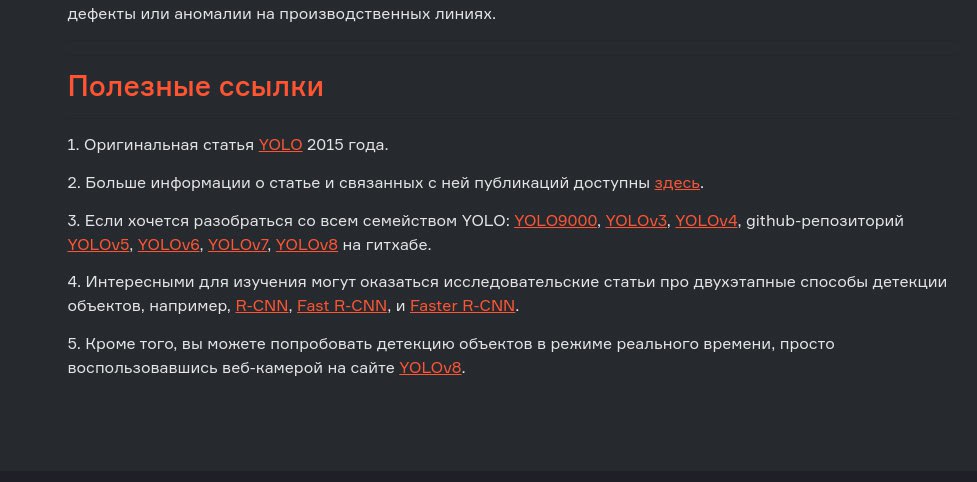 дефекты или аномалии на производственных линиях.
Полезные ссылки
1. Оригинальная статья YOLO 2015 года.
2. Больше информации о статье и связанных с ней публикаций доступны здесь.
3. Если хочется разобраться со всем семейством YOLO: YOLO9000, YOLOv3, YOLOv4, github-репозиторий
YOLOv5, YOLOv6, YOLOv7, YOLOv8 на гитхабе.
4. Интересными для изучения могут оказаться исследовательские статьи про двухэтапные способы детекции
объектов, например, R-CNN, Fast R-CNN, и Faster R-CNN.
5. Кроме того, вы можете попробовать детекцию объектов в режиме реального времени, просто
воспользовавшись веб-камерой на сайте YOLOv8.